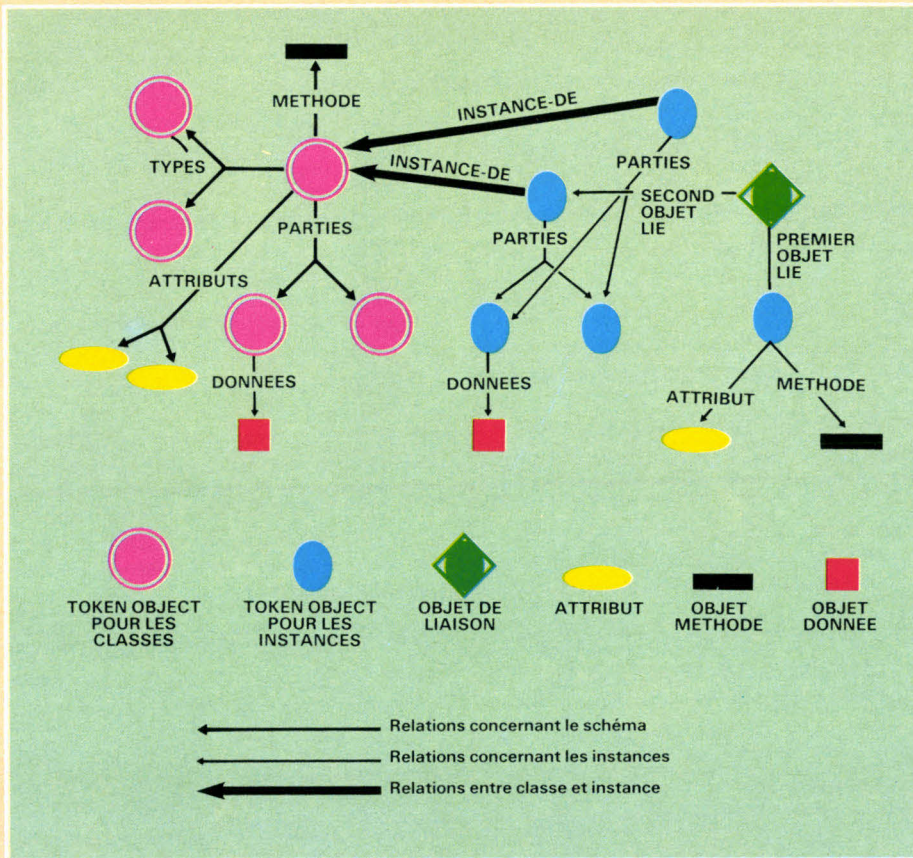 METHODE
INSTANCE-DE
TYPES
INSTANCE-DE
PARTIES
SECOND
OBJET
LIE
PARTIES
PARTIES
PREMIER
OBJET
LIE
ATTRIBUTS
DONNEES
DONNEES
ATTRIBUT
METHODE
TOKEN OBJECT
POUR LES
CLASSES
TOKEN OBJECT
POUR LES
INSTANCES
OBJET DE
LIAISON
ATTRIBUT
OBJET
METHODE
OBJET
DONNEE
Relations concernant le schéma
Relations concernant les instances
Relations entre classe et instance